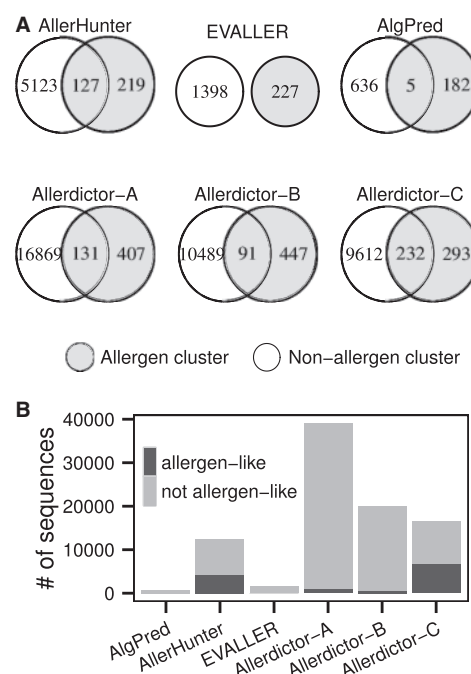 A
AllerHunter
EVALLER
AlgPred
5123 127 219
1398 227
636 5 182
Allerdictor−A
Allerdictor−B
Allerdictor−C
16869 131 407
10489 91 447
9612 232 293
Allergen cluster
Non−allergen cluster
B
# of sequences
40000
30000
20000
10000
0
allergen−like
not allergen−like
AlgPred
AllerHunter
EVALLER
Allerdictor−A
Allerdictor−B
Allerdictor−C